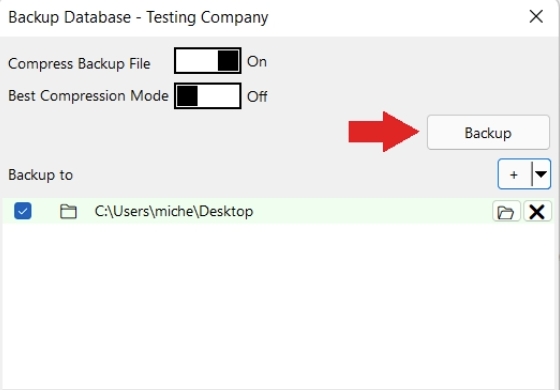 Backup Database - Testing Company
Compress Backup File On
Best Compression Mode Off
Backup
Backup to +
C:\Users\miche\Desktop